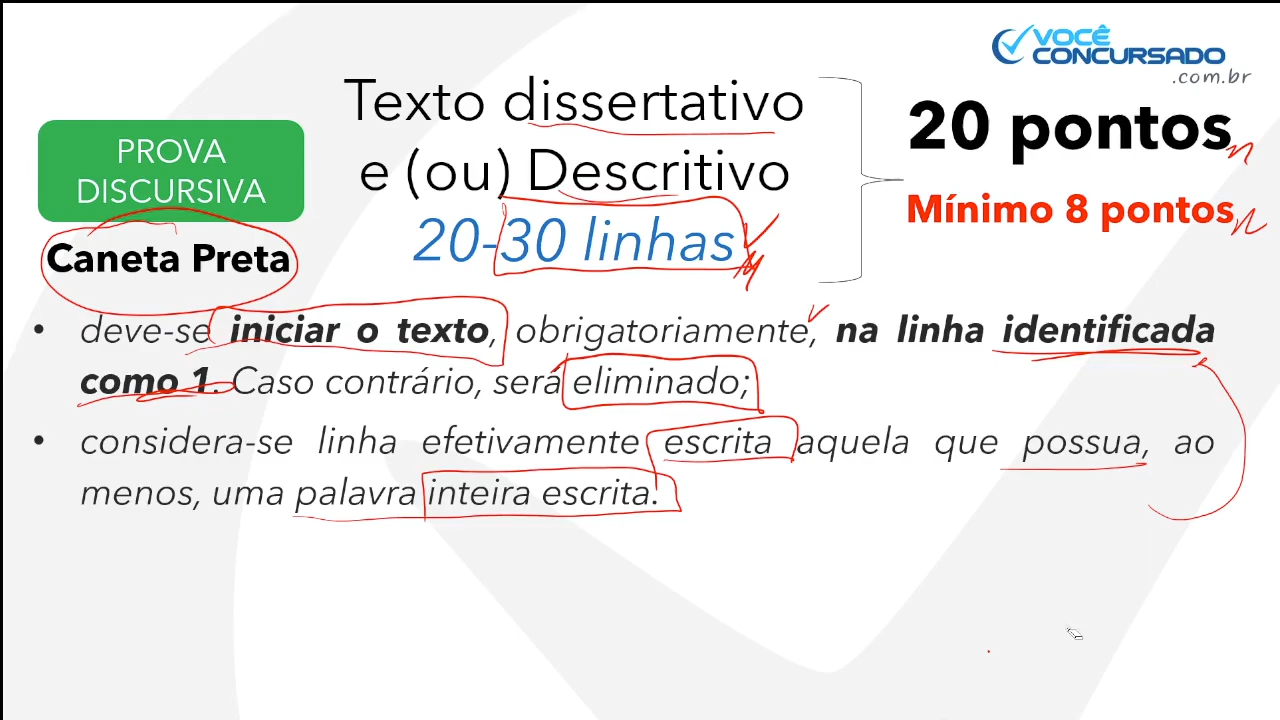 VOCÊ
CONCURSADO
.com.br
Texto dissertativo
e (ou) Descritivo
20-30 linhas
20 pontos
Mínimo 8 pontos
PROVA
DISCURSIVA
Caneta Preta
• deve-se iniciar o texto, obrigatoriamente, na linha identificada
como 1. Caso contrário, será eliminado;
• considera-se linha efetivamente escrita aquela que possua, ao
menos, uma palavra inteira escrita.